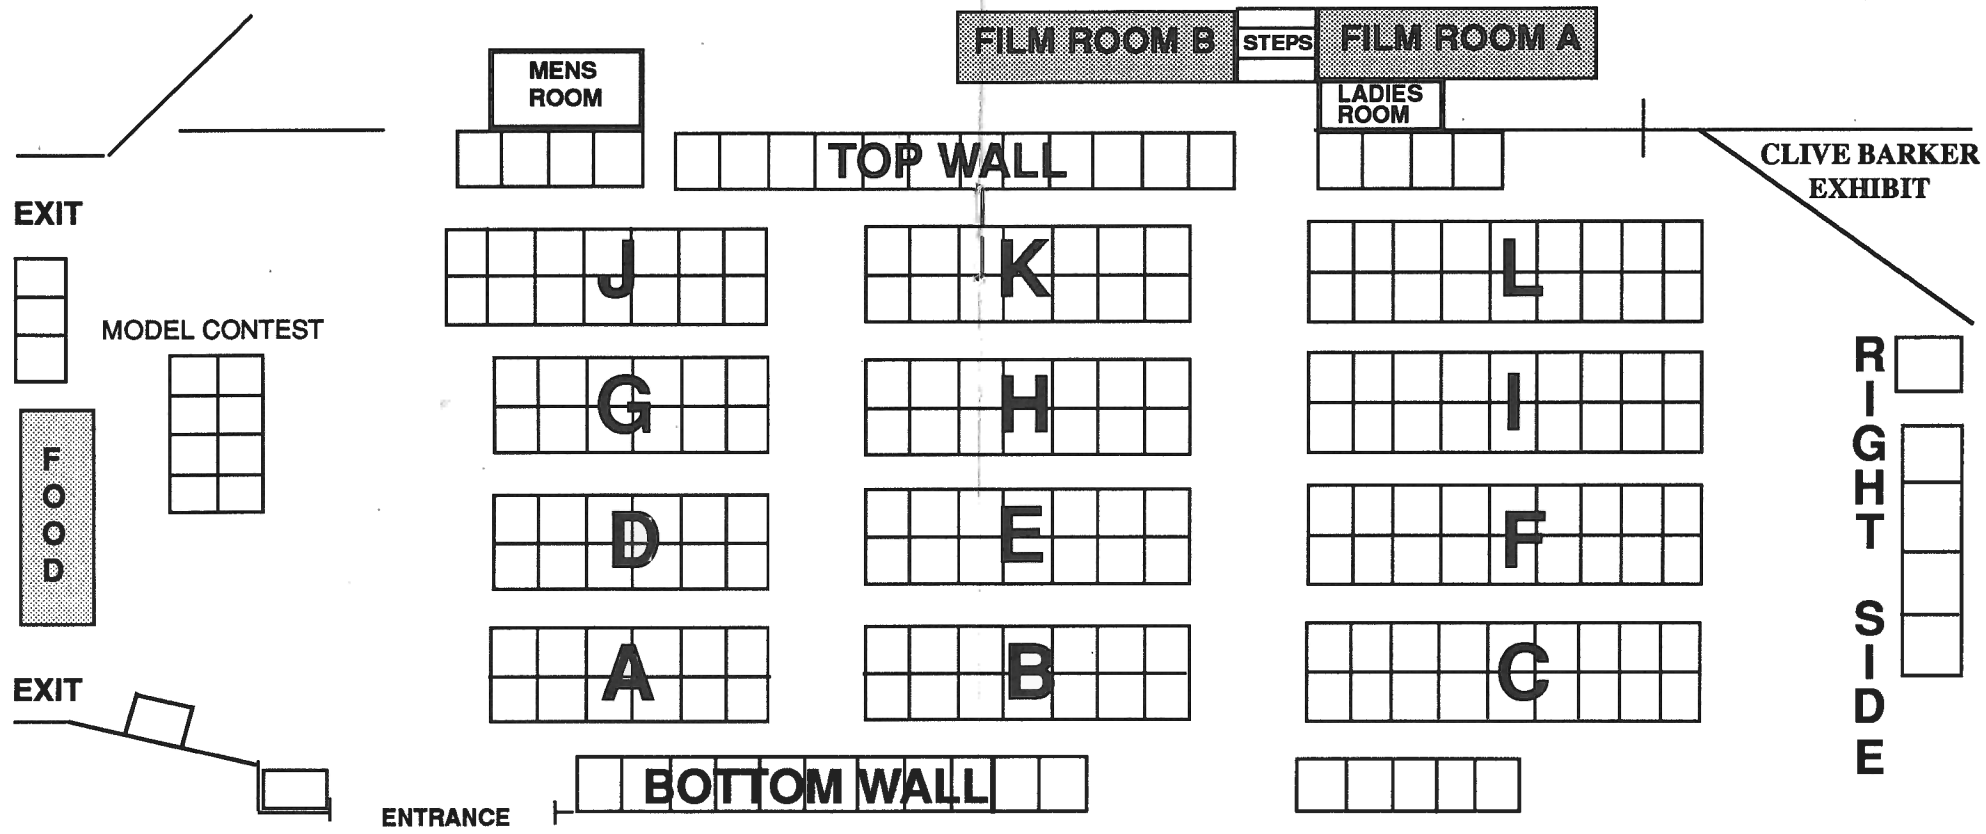 FILM ROOM B
STEPS
FILM ROOM A
MENS
ROOM
LADIES
ROOM
TOP WALL
CLIVE BARKER
EXHIBIT
EXIT
J
K
L
MODEL CONTEST
G
H
I
RIGHT SIDE
FOOD
D
E
F
A
B
C
EXIT
BOTTOM WALL
ENTRANCE